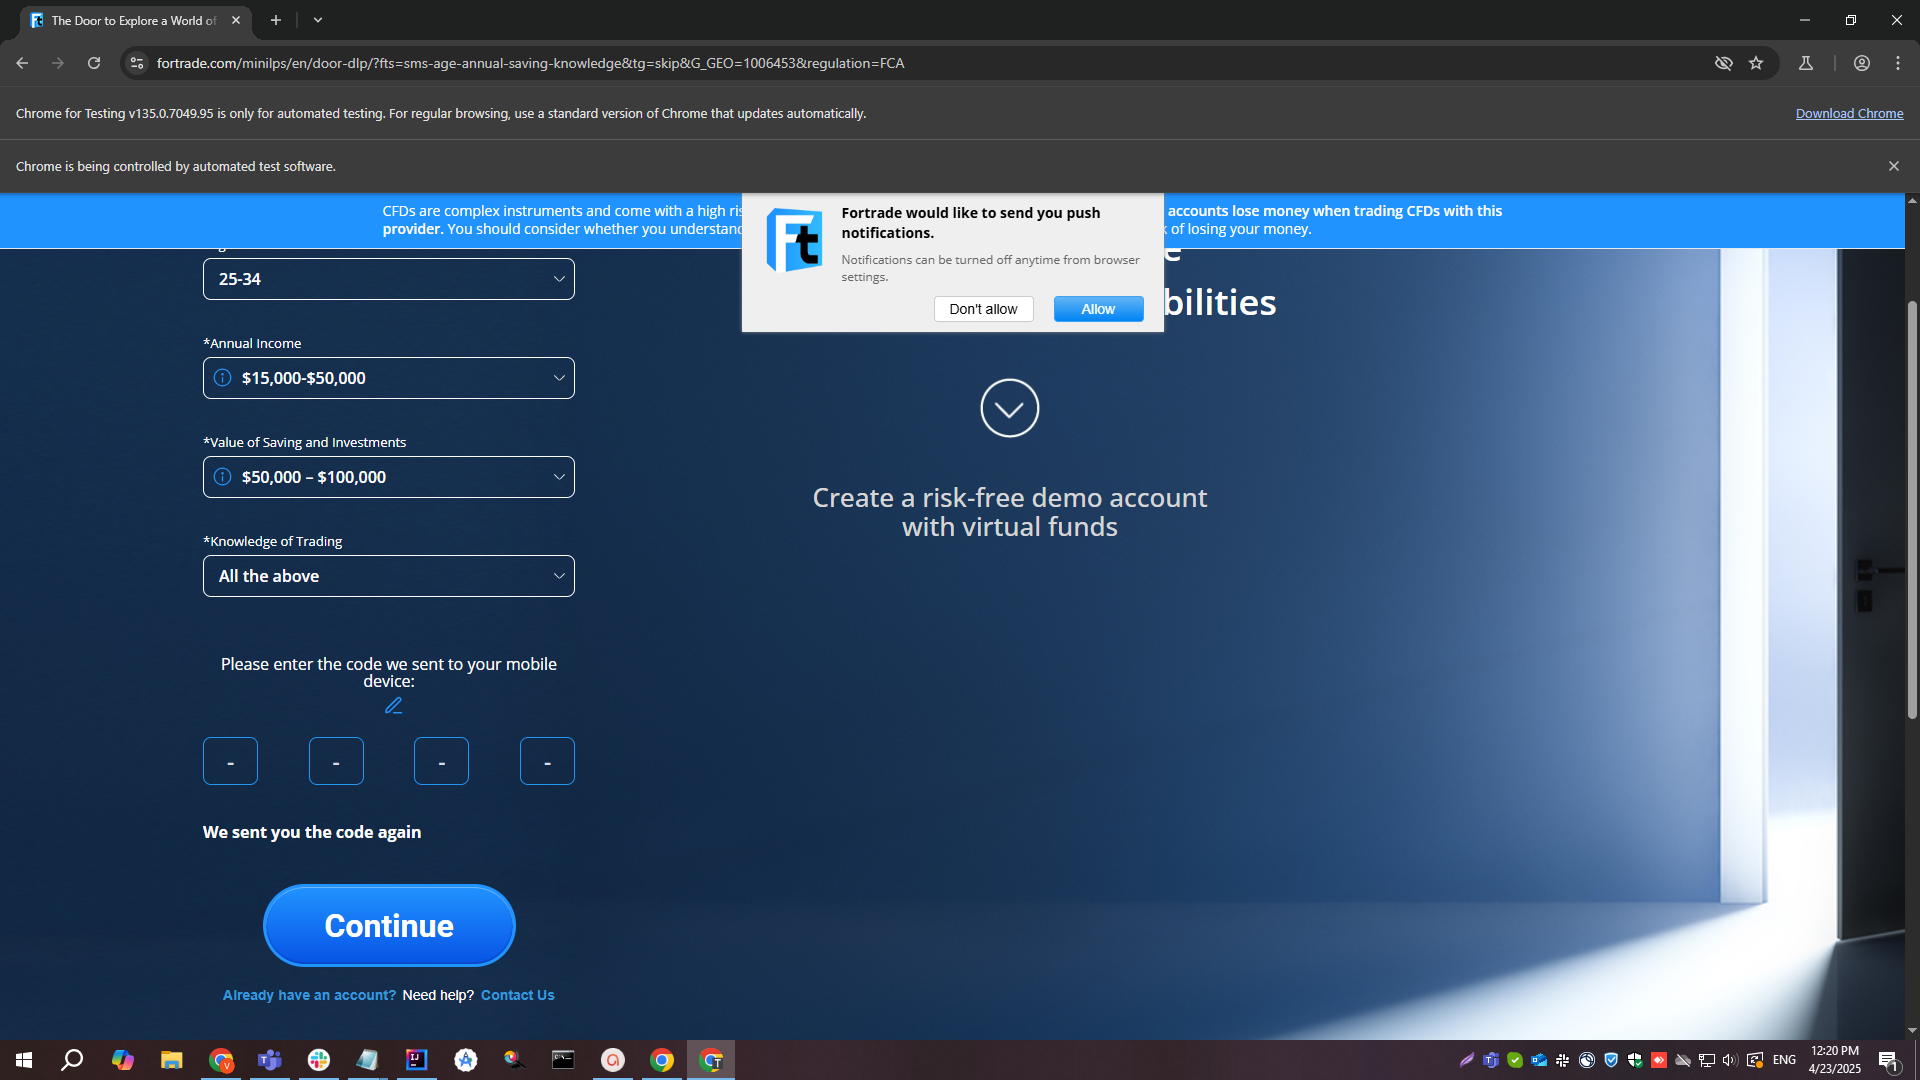 The Door to Explore a World of
fortrade.com/minilps/en/door-dlp/?fts=sms-age-annual-saving-knowledge&tg=skip&G_GEO=1006453&regulation=FCA
Chrome for Testing v135.0.7049.95 is only for automated testing. For regular browsing, use a standard version of Chrome that updates automatically.
Download Chrome
Chrome is being controlled by automated test software.
CFDs are complex instruments and come with a high
accounts lose money when trading CFDs with this
provider. You should consider whether you
of losing your money.
Fortrade would like to send you push
notifications.
Notifications can be turned off anytime from browser
settings.
Don't allow
Allow
bilities
25-34
*Annual Income
$15,000-$50,000
*Value of Saving and Investments
$50,000 – $100,000
*Knowledge of Trading
All the above
Create a risk-free demo account
with virtual funds
Please enter the code we sent to your mobile
device:
- - - -
We sent you the code again
Continue
Already have an account? Need help? Contact Us
ENG
12:20 PM
4/23/2025
1